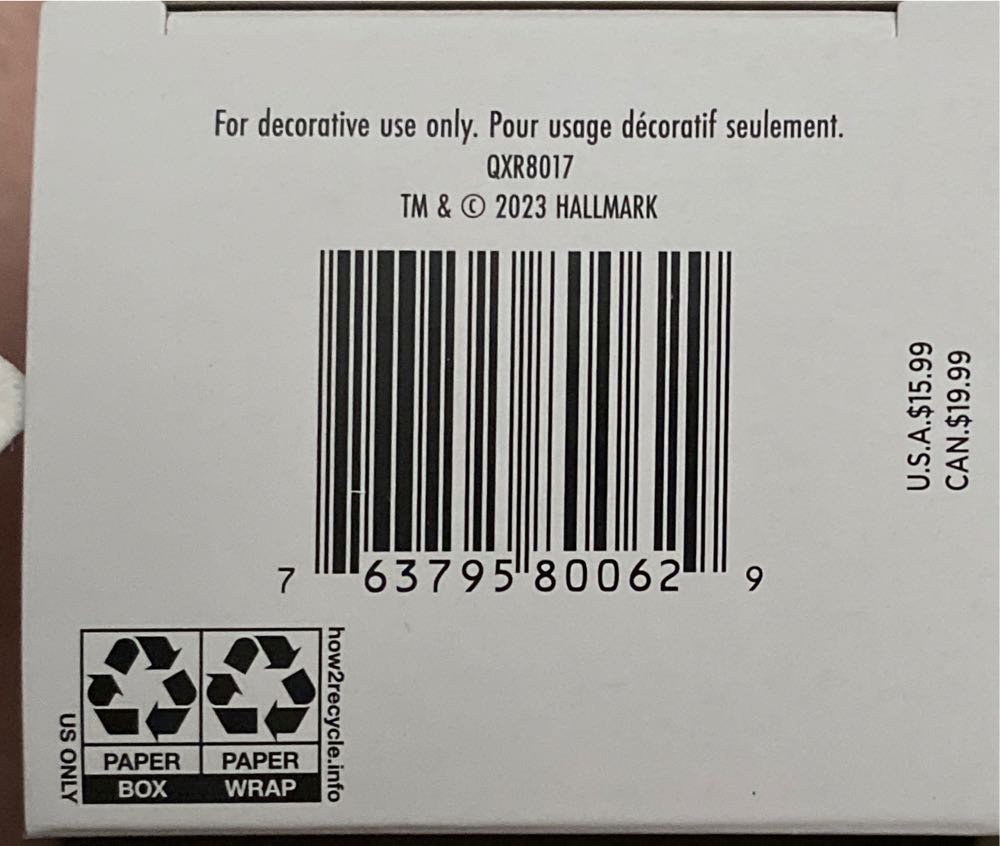 For decorative use only. Pour usage décoratif seulement.
QXR8017
TM & © 2023 HALLMARK
7 63795 80062 9
U.S.A.$15.99
CAN.$19.99
how2recycle.info
US ONLY
PAPER PAPER
BOX WRAP